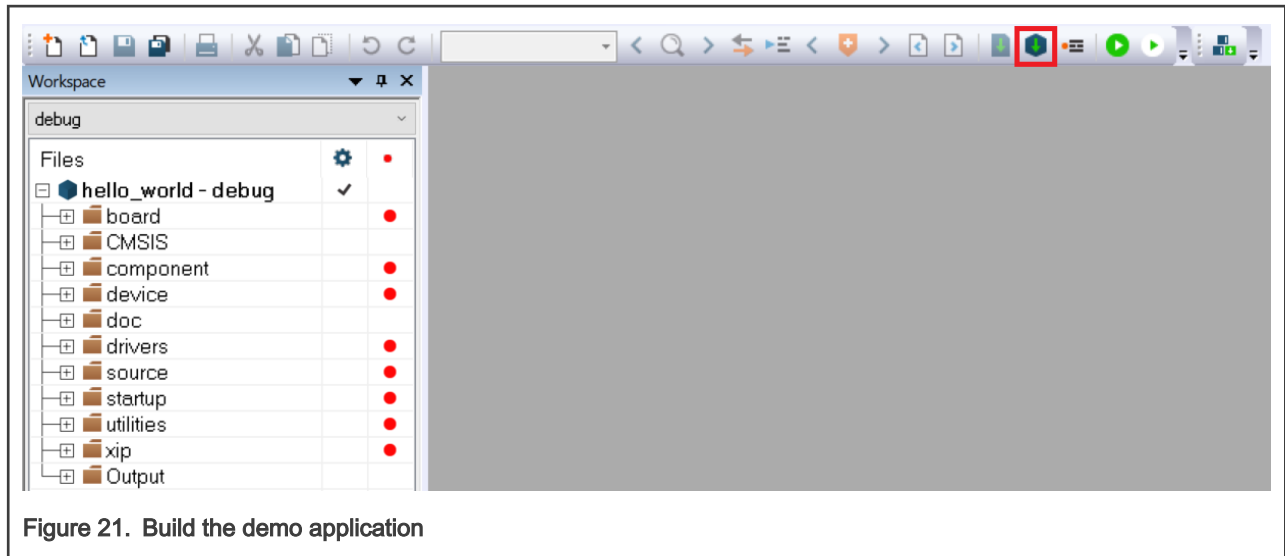 Workspace
debug
Files
hello_world - debug
board
CMSIS
component
device
doc
drivers
source
startup
utilities
xip
Output
Figure 21. Build the demo application